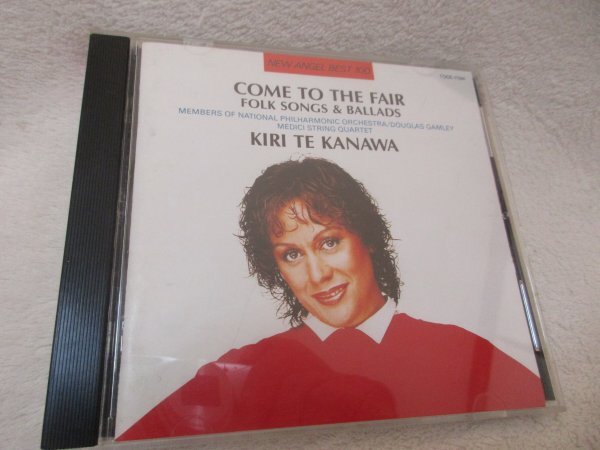 NEW ANGEL BEST 100
COME TO THE FAIR
FOLK SONGS & BALLADS
MEMBERS OF NATIONAL PHILHARMONIC ORCHESTRA/DOUGLAS GAMLEY
MEDICI STRING QUARTET
KIRI TE KANAWA